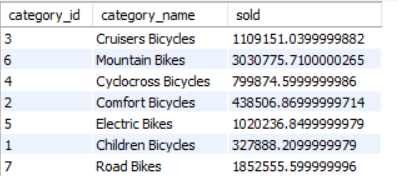 category_id category_name sold
3 Cruisers Bicycles 1109151.0399999882
6 Mountain Bikes 3030775.7100000265
4 Cyclocross Bicycles 799874.5999999986
2 Comfort Bicycles 438506.86999999714
5 Electric Bikes 1020236.8499999979
1 Children Bicycles 327888.2099999979
7 Road Bikes 1852555.599999996